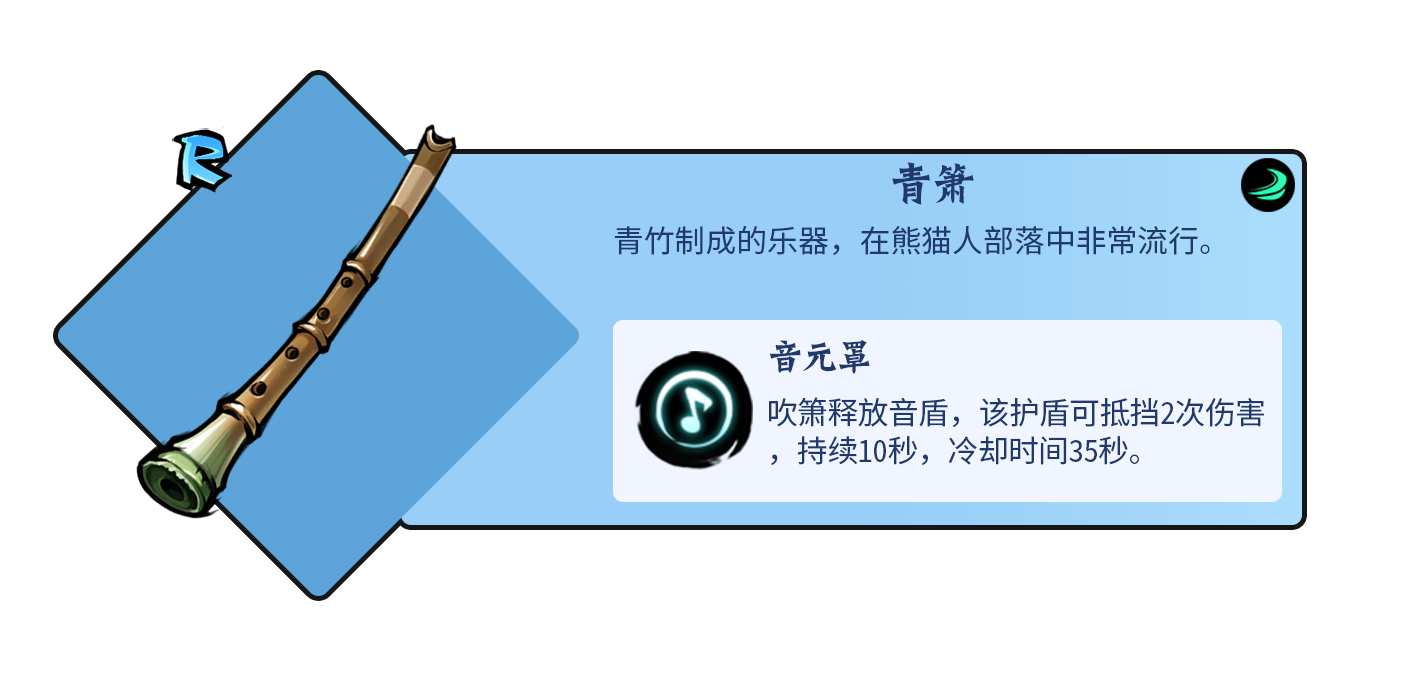 R
青箫
青竹制成的乐器，在熊猫人部落中非常流行。
音元罩
吹箫释放音盾，该护盾可抵挡2次伤害
，持续10秒，冷却时间35秒。